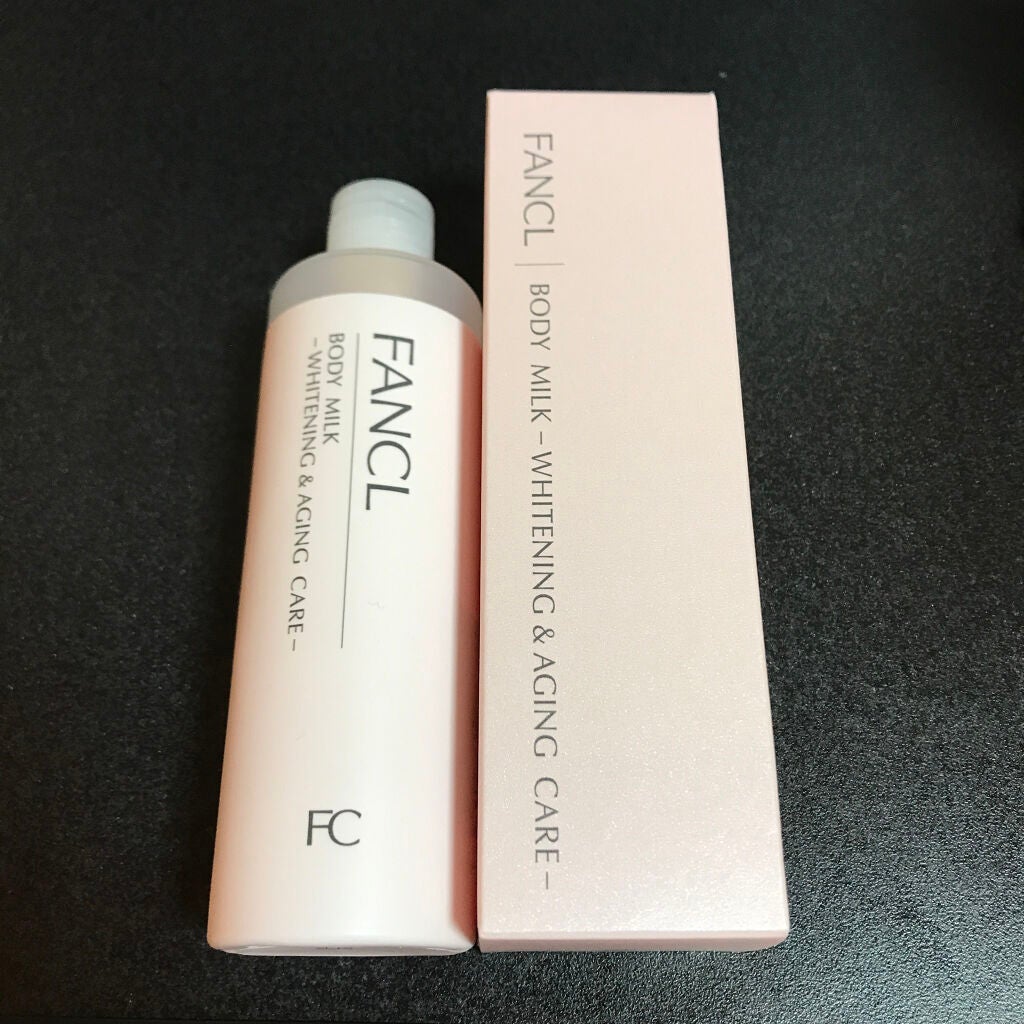 FANCL
BODY MILK
–WHITENING & AGING CARE–
FC
FANCL | BODY MILK –WHITENING & AGING CARE–